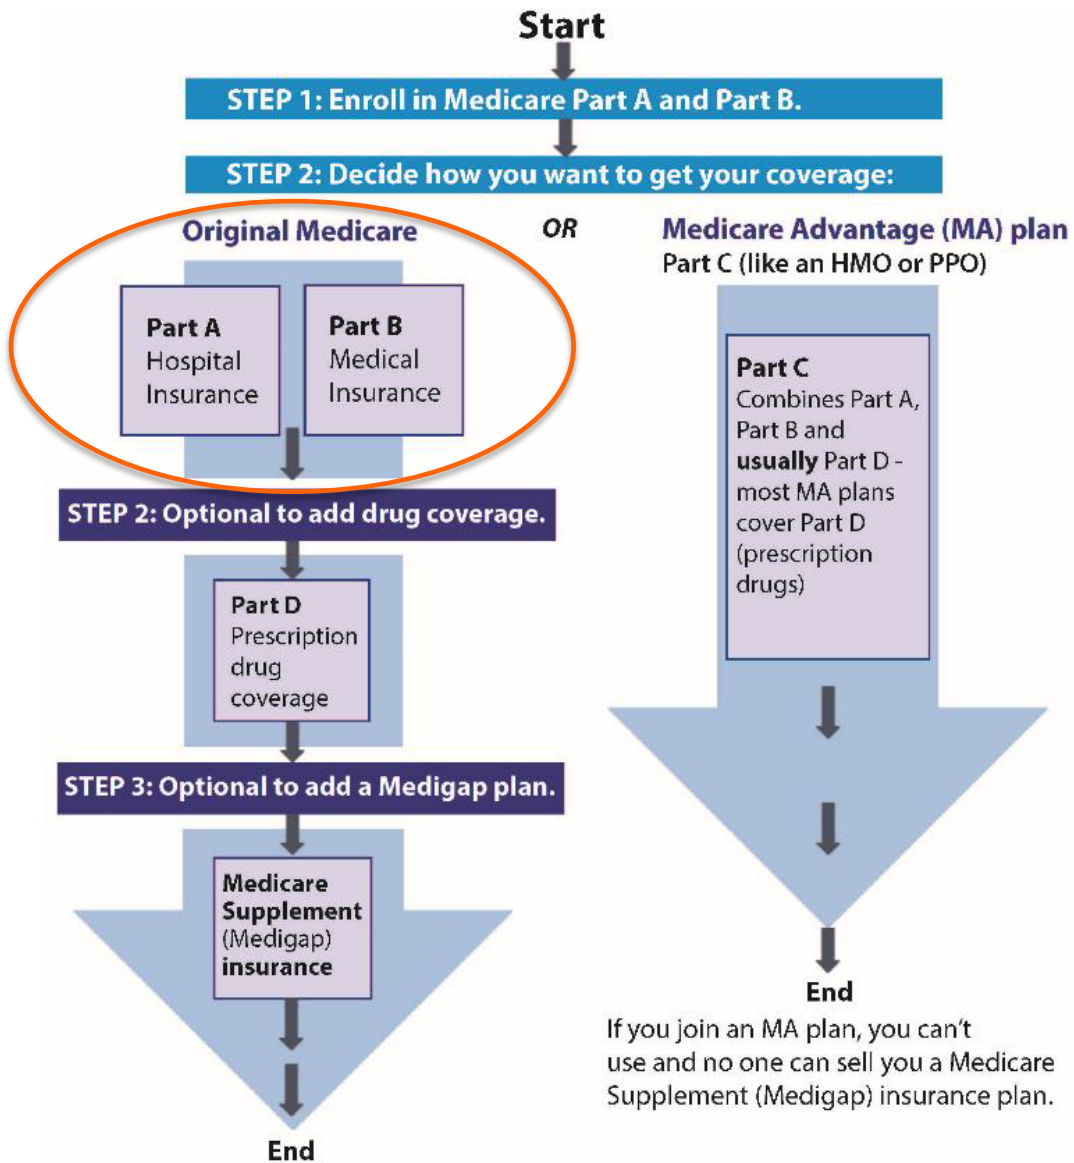 Start
STEP 1: Enroll in Medicare Part A and Part B.
STEP 2: Decide how you want to get your coverage:
Original Medicare
OR
Medicare Advantage (MA) plan
Part C (like an HMO or PPO)
Part A
Hospital
Insurance
Part B
Medical
Insurance
STEP 2: Optional to add drug coverage.
Part D
Prescription
drug
coverage
STEP 3: Optional to add a Medigap plan.
Medicare
Supplement
(Medigap)
insurance
End
Part C
Combines Part A,
Part B and
usually Part D -
most MA plans
cover Part D
(prescription
drugs)
End
If you join an MA plan, you can't
use and no one can sell you a Medicare
Supplement (Medigap) insurance plan.